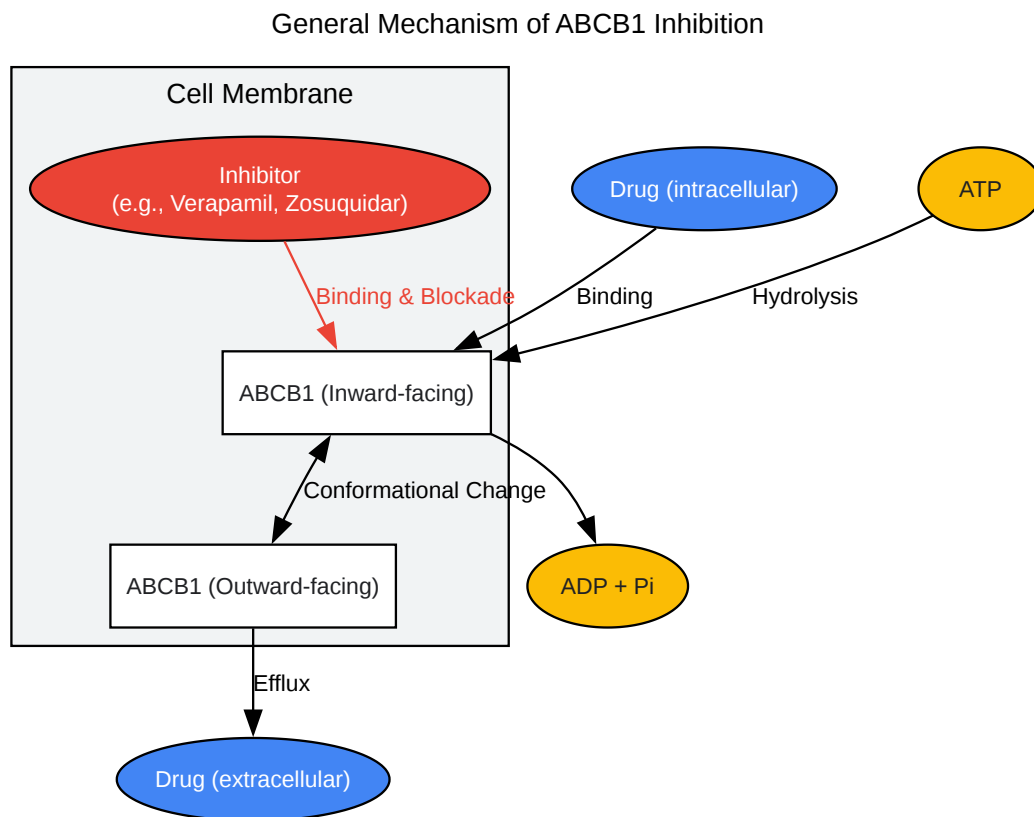 General Mechanism of ABCB1 Inhibition
Cell Membrane
Inhibitor
(e.g., Verapamil, Zosuquidar)
Drug (intracellular)
ATP
Binding & Blockade
Binding
Hydrolysis
ABCB1 (Inward-facing)
Conformational Change
ABCB1 (Outward-facing)
ADP + Pi
Efflux
Drug (extracellular)